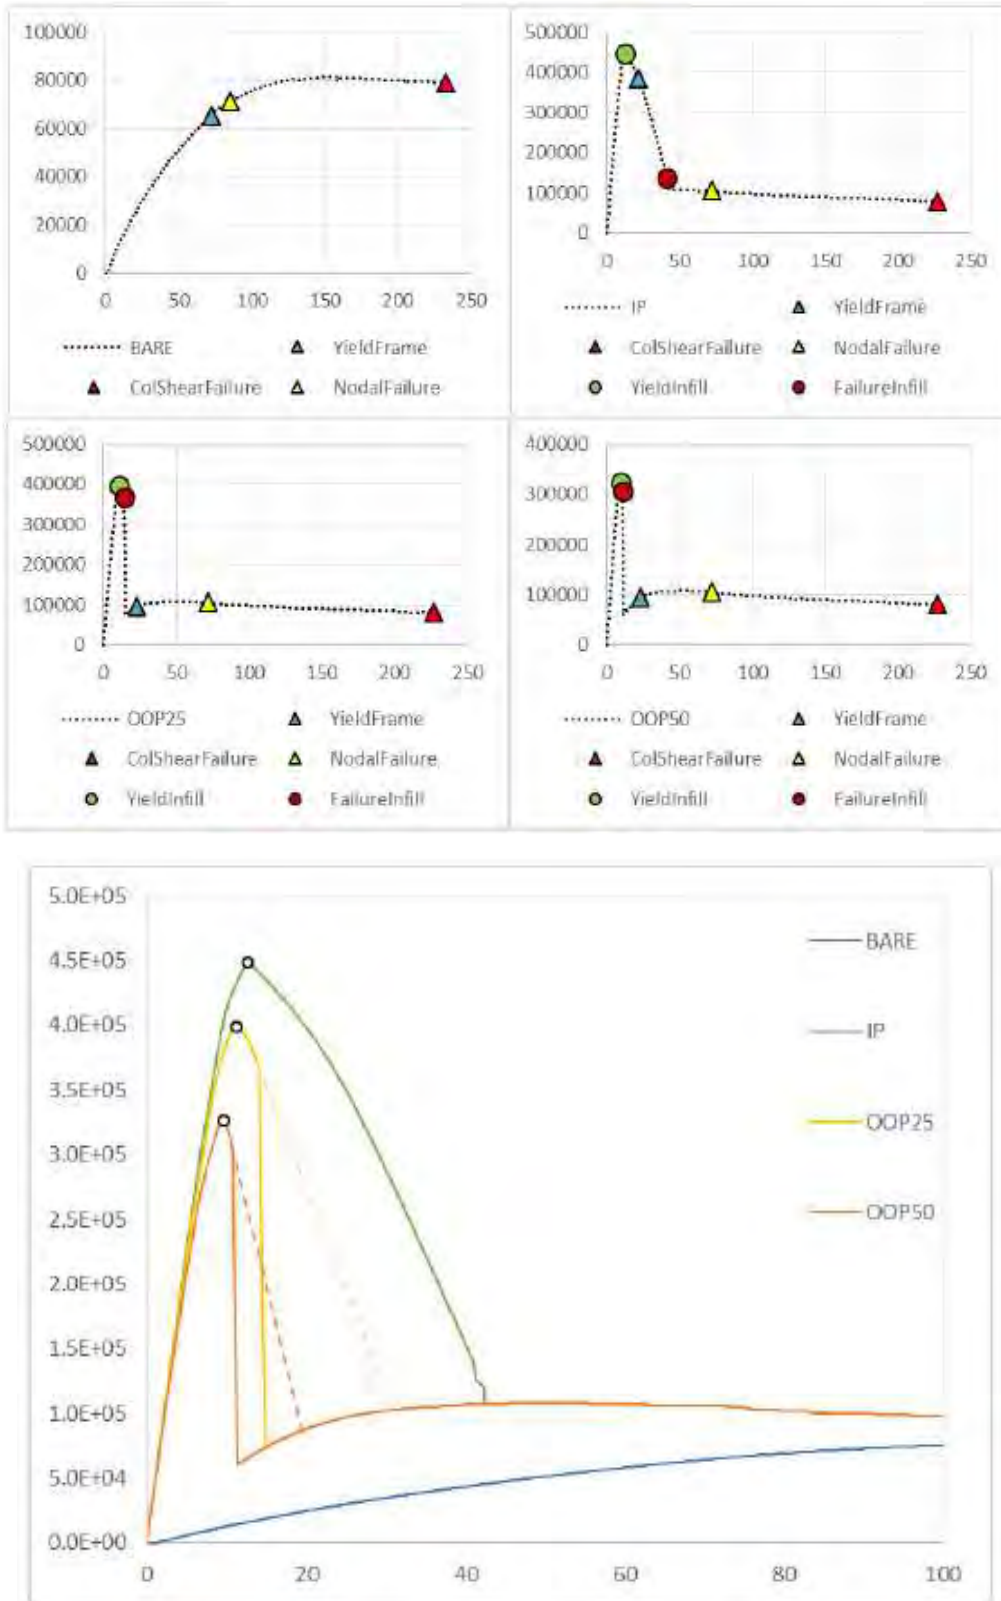 100000
80000
60000
40000
20000
0
0 50 100 150 200 250
BARE YieldFrame
ColShearFailure NodalFailure
500000
400000
300000
200000
100000
0
0 50 100 150 200 250
IP YieldFrame
ColShearFailure NodalFailure
YieldInfill FailureInfill
500000
400000
300000
200000
100000
0
0 50 100 150 200 250
OOP25 YieldFrame
ColShearFailure NodalFailure
YieldInfill FailureInfill
400000
300000
200000
100000
0
0 50 100 150 200 250
OOP50 YieldFrame
ColShearFailure NodalFailure
YieldInfill FailureInfill
5.0E+05
4.5E+05
4.0E+05
3.5E+05
3.0E+05
2.5E+05
2.0E+05
1.5E+05
1.0E+05
5.0E+04
0.0E+00
0 20 40 60 80 100
BARE
IP
OOP25
OOP50